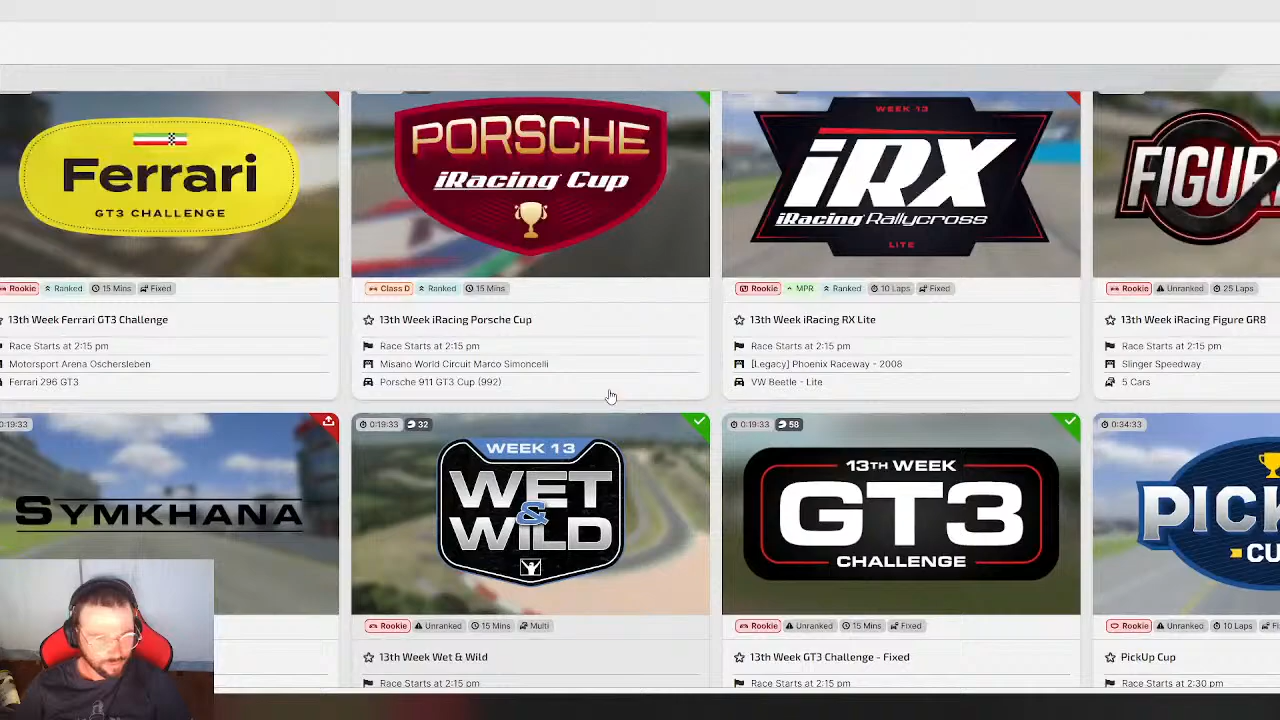 Ferrari
GT3 CHALLENGE
Rookie Ranked 15 Mins Fixed
13th Week Ferrari GT3 Challenge
Race Starts at 2:15 pm
Motorsport Arena Oschersleben
Ferrari 296 GT3
PORSCHE
iRacing Cup
Class D Ranked 15 Mins
13th Week iRacing Porsche Cup
Race Starts at 2:15 pm
Misano World Circuit Marco Simoncelli
Porsche 911 GT3 Cup (992)
WEEK 13
iRX
iRacing Rallycross
LITE
Rookie MPR Ranked 10 Laps Fixed
13th Week iRacing RX Lite
Race Starts at 2:15 pm
[Legacy] Phoenix Raceway - 2008
VW Beetle - Lite
FIGUR
Rookie Unranked 25 Laps
13th Week iRacing Figure GR8
Race Starts at 2:15 pm
Slinger Speedway
5 Cars
0:19:33
SYMKHANA
0:19:33 32
WEEK 13
WET
&
WILD
Rookie Unranked 15 Mins Multi
13th Week Wet & Wild
Race Starts at 2:15 pm
0:19:33 58
13TH WEEK
GT3
CHALLENGE
Rookie Unranked 15 Mins Fixed
13th Week GT3 Challenge - Fixed
Race Starts at 2:15 pm
0:34:33
PICK
CU
Rookie Unranked 10 Laps Fi
PickUp Cup
Race Starts at 2:30 pm